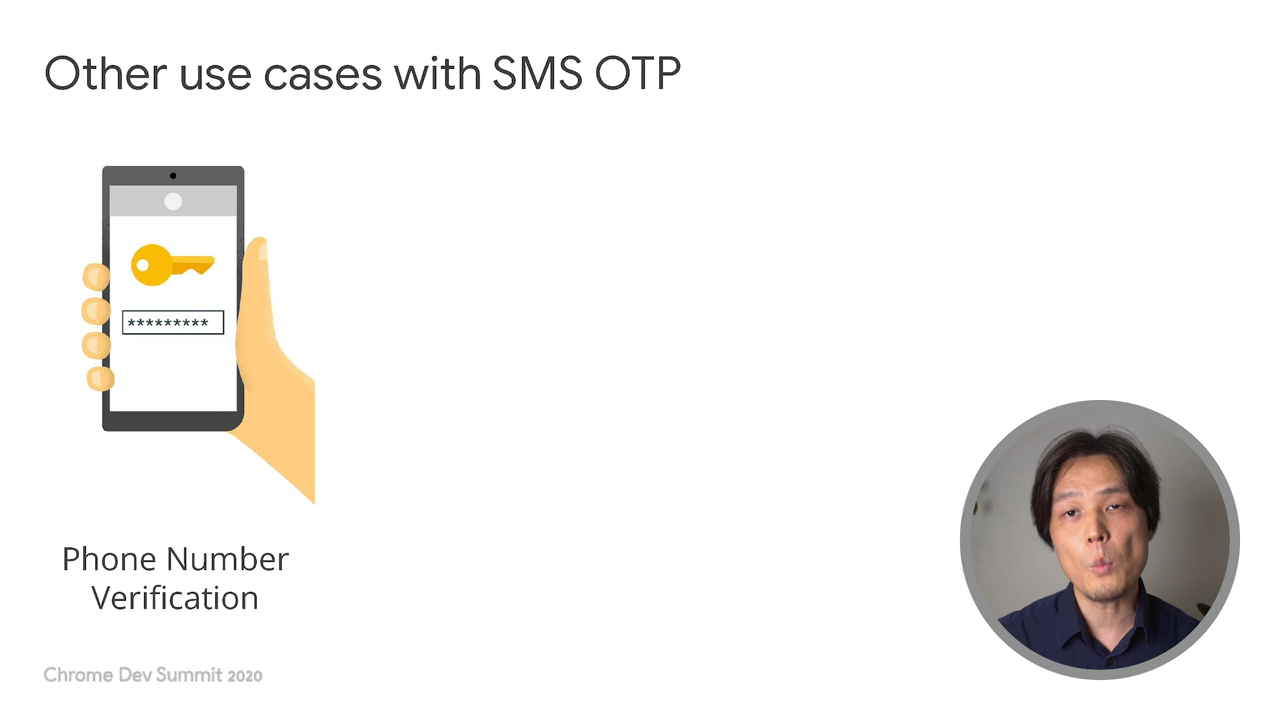 Other use cases with SMS OTP
*********
Phone Number
Verification
Chrome Dev Summit 2020